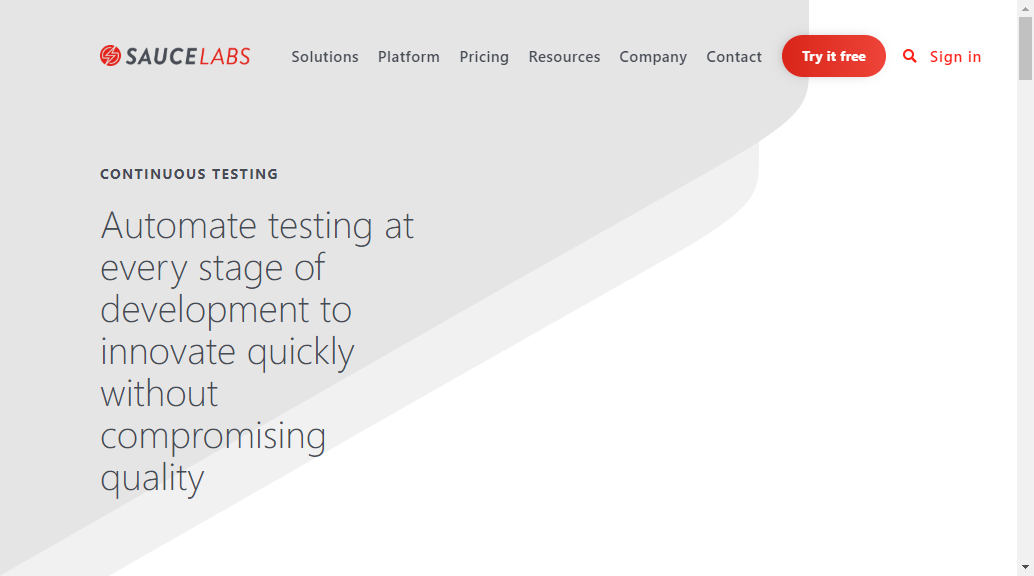 SAUCELABS Solutions Platform Pricing Resources Company Contact Try it free Sign in
CONTINUOUS TESTING
Automate testing at
every stage of
development to
innovate quickly
without
compromising
quality